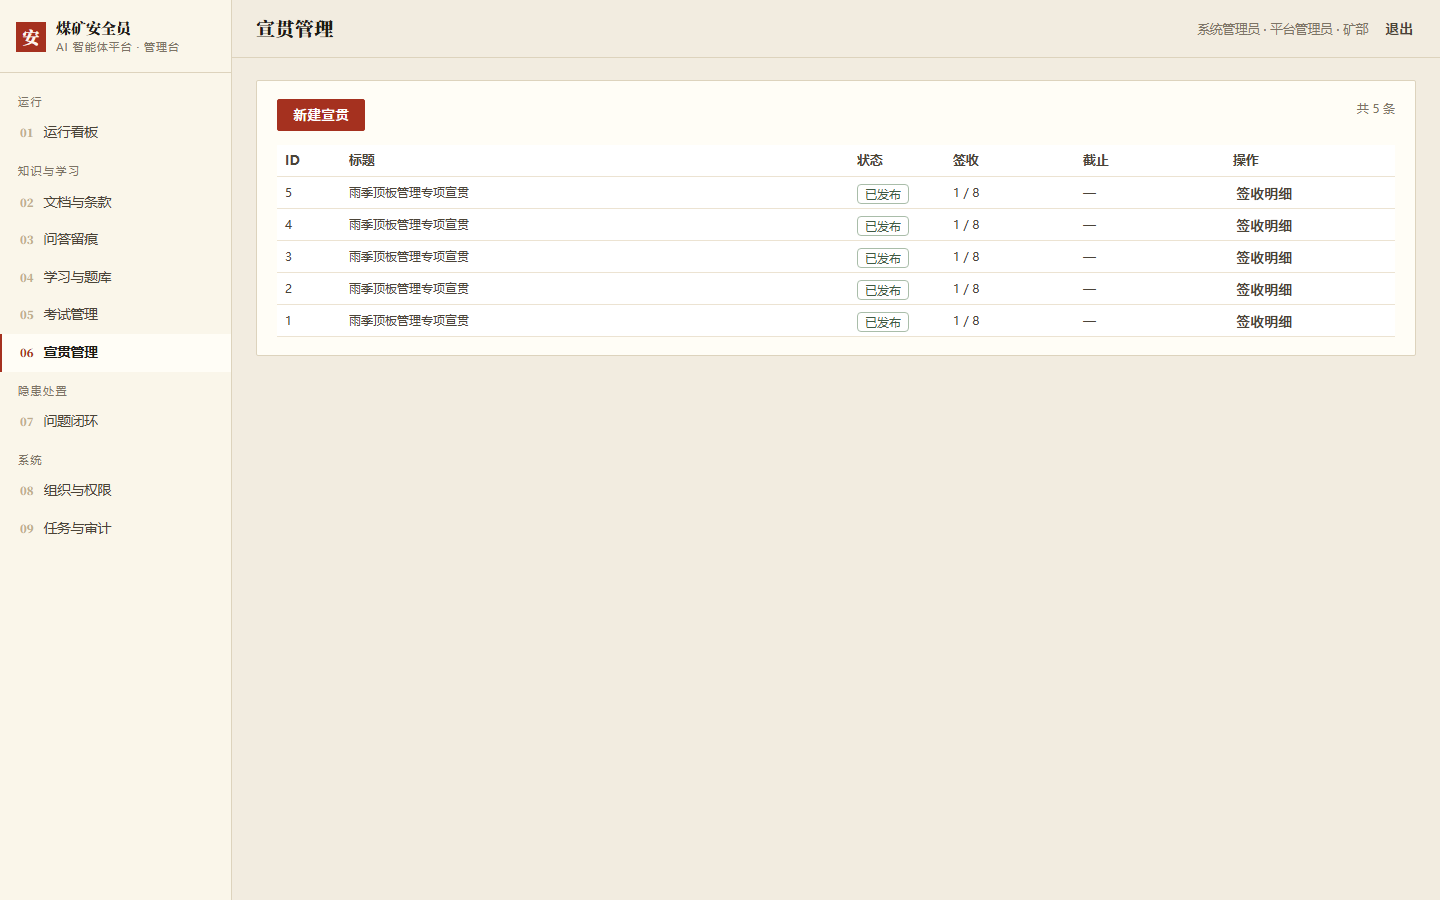 安
煤矿安全员
AI 智能体平台 · 管理台
运行
01 运行看板
知识与学习
02 文档与条款
03 问答留痕
04 学习与题库
05 考试管理
06 宣贯管理
隐患处置
07 问题闭环
系统
08 组织与权限
09 任务与审计
宣贯管理
系统管理员 · 平台管理员 · 矿部 退出
新建宣贯
共 5 条
ID 标题 状态 签收 截止 操作
5 雨季顶板管理专项宣贯 已发布 1 / 8 — 签收明细
4 雨季顶板管理专项宣贯 已发布 1 / 8 — 签收明细
3 雨季顶板管理专项宣贯 已发布 1 / 8 — 签收明细
2 雨季顶板管理专项宣贯 已发布 1 / 8 — 签收明细
1 雨季顶板管理专项宣贯 已发布 1 / 8 — 签收明细